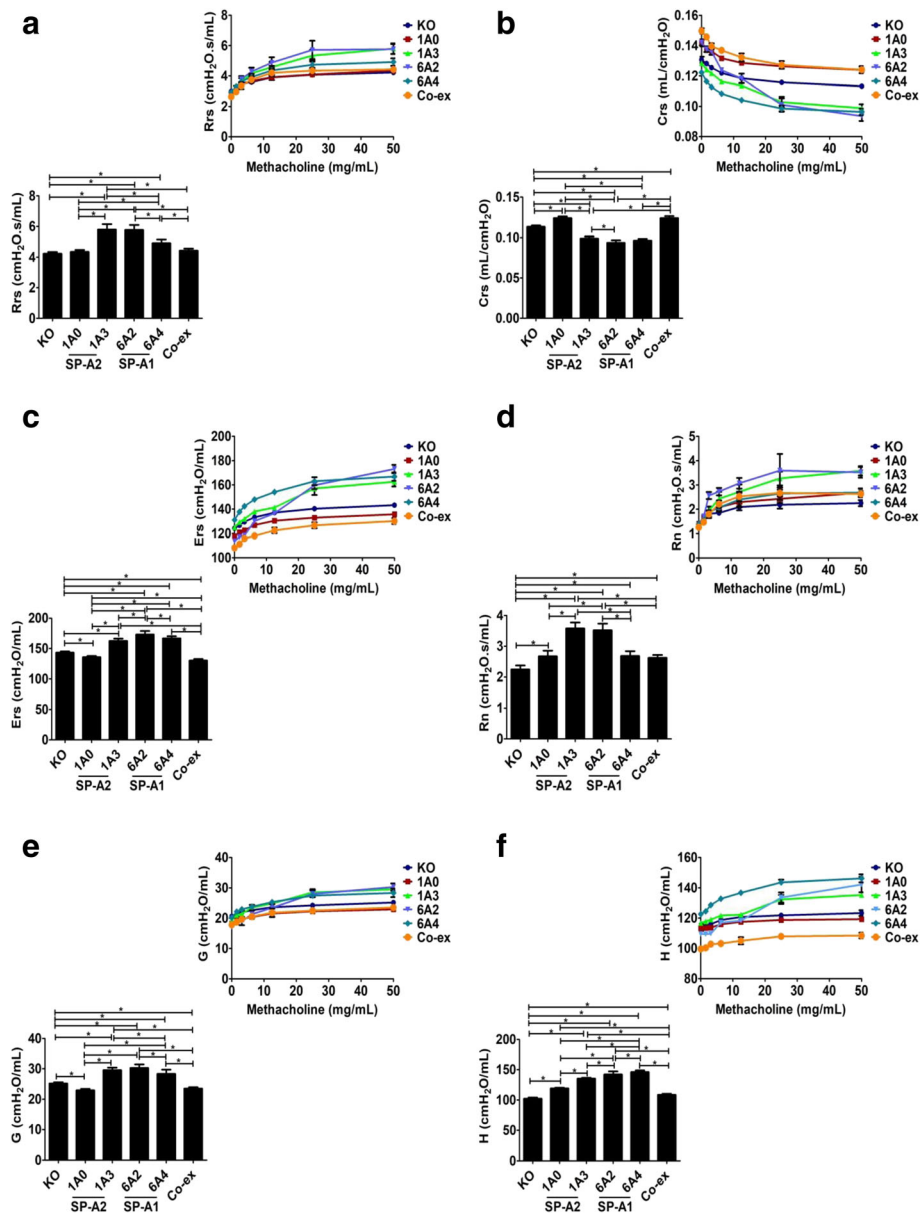 a
Rrs (cmH2O.s/mL)
8
6
4
2
0
0 10 20 30 40 50
Methacholine (mg/mL)
KO
1A0
1A3
6A2
6A4
Co-ex
Rrs (cmH2O.s/mL)
8
6
4
2
0
* * * * * * * * * * *
KO 1A0 1A3 6A2 6A4 Co-ex
SP-A2 SP-A1
b
Crs (mL/cmH2O)
0.16
0.14
0.12
0.10
0.08
0 10 20 30 40 50
Methacholine (mg/mL)
KO
1A0
1A3
6A2
6A4
Co-ex
Crs (mL/cmH2O)
0.15
0.10
0.05
0.00
KO 1A0 1A3 6A2 6A4 Co-ex
SP-A2 SP-A1
c
Ers (cmH2O/mL)
200
180
160
140
120
100
0 10 20 30 40 50
Methacholine (mg/mL)
KO
1A0
1A3
6A2
6A4
Co-ex
Ers (cmH2O/mL)
200
150
100
50
0
KO 1A0 1A3 6A2 6A4 Co-ex
SP-A2 SP-A1
d
Rn (cmH2O.s/mL)
5
4
3
2
1
0
0 10 20 30 40 50
Methacholine (mg/mL)
KO
1A0
1A3
6A2
6A4
Co-ex
Rn (cmH2O.s/mL)
4
3
2
1
0
KO 1A0 1A3 6A2 6A4 Co-ex
SP-A2 SP-A1
e
G (cmH2O/mL)
40
30
20
10
0
0 10 20 30 40 50
Methacholine (mg/mL)
KO
1A0
1A3
6A2
6A4
Co-ex
G (cmH2O/mL)
40
30
20
10
0
KO 1A0 1A3 6A2 6A4 Co-ex
SP-A2 SP-A1
f
H (cmH2O/mL)
160
140
120
100
80
0 10 20 30 40 50
Methacholine (mg/mL)
KO
1A0
1A3
6A2
6A4
Co-ex
H (cmH2O/mL)
200
150
100
50
0
KO 1A0 1A3 6A2 6A4 Co-ex
SP-A2 SP-A1